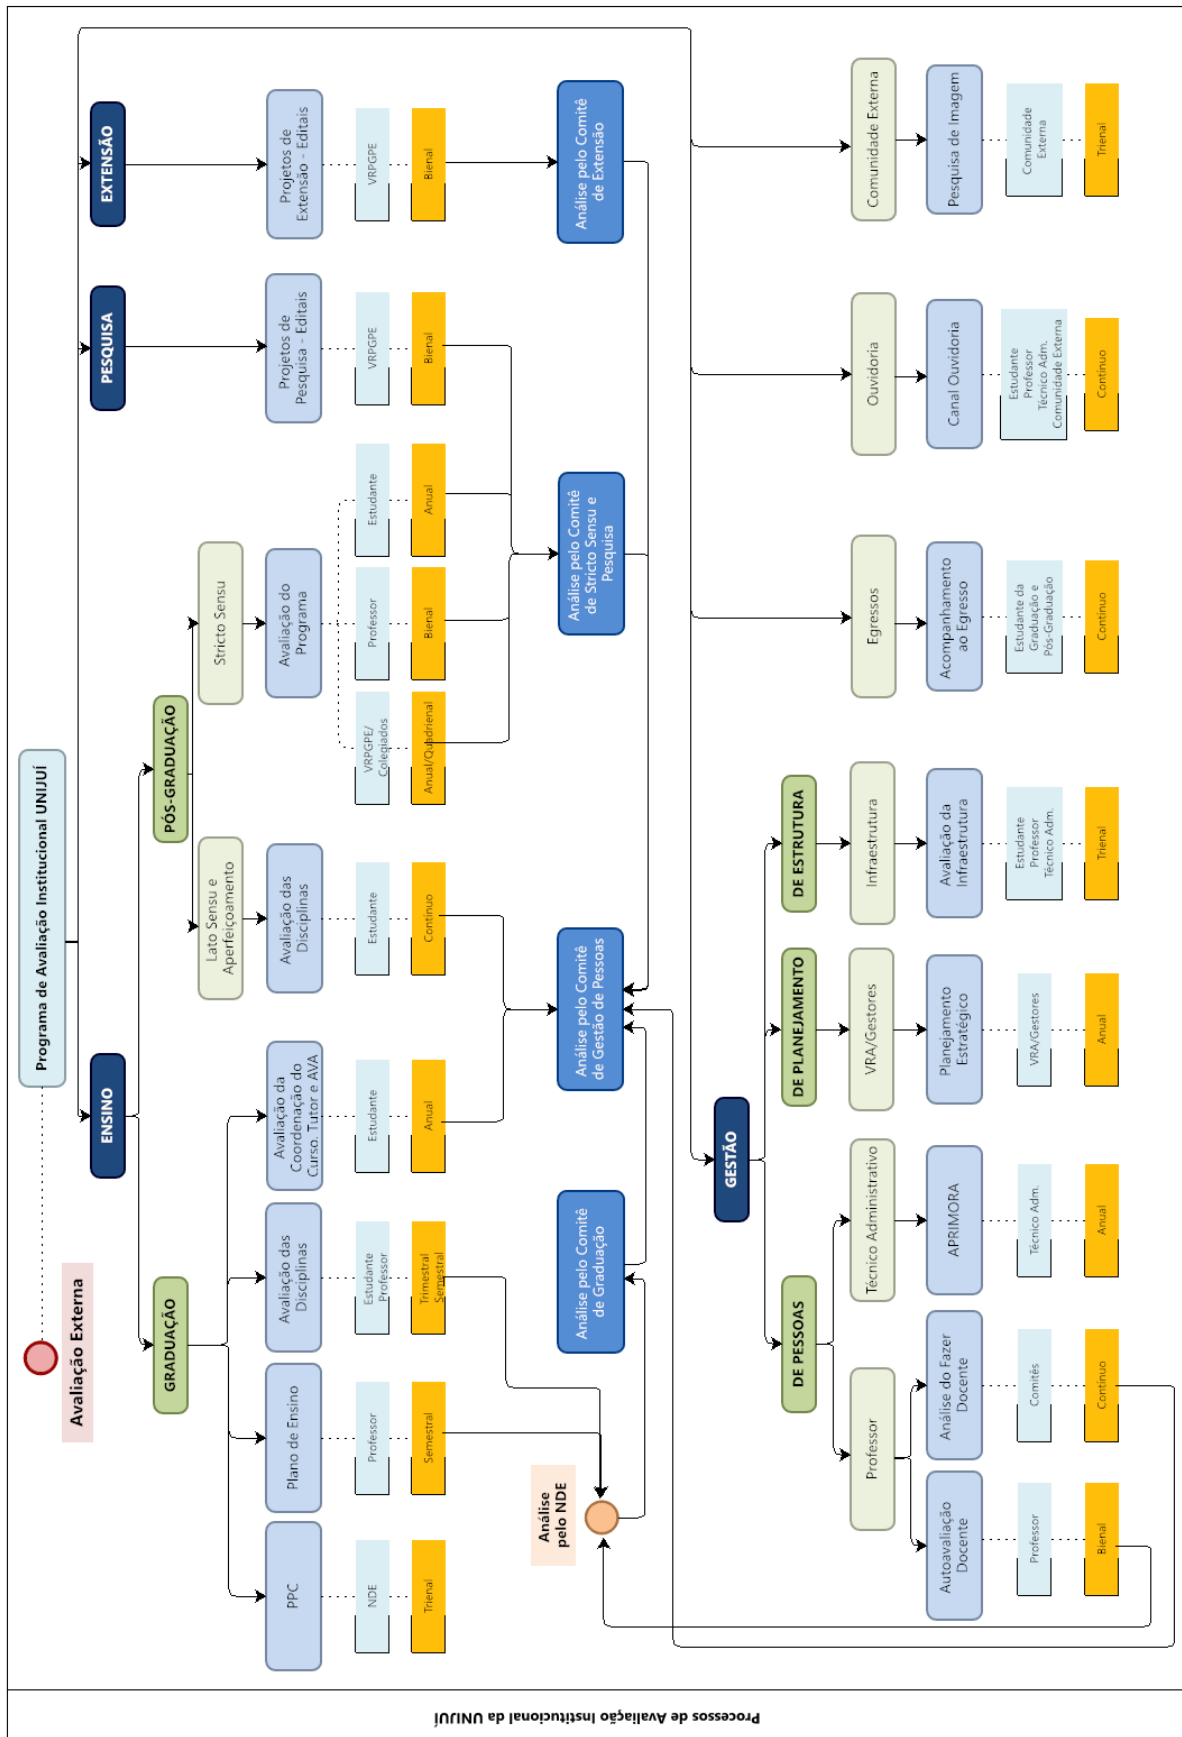 Processos de Avaliação Institucional da UNIJUÍ
Programa de Avaliação Institucional UNIJUÍ
Avaliação Externa
ENSINO
PESQUISA
EXTENSÃO
GRADUAÇÃO
PÓS-GRADUAÇÃO
Lato Sensu e
Aperfeiçoamento
Stricto Sensu
PPC
Plano de Ensino
Avaliação das
Disciplinas
Avaliação da
Coordenação do
Curso. Tutor e AVA
Avaliação das
Disciplinas
Avaliação do
Programa
Projetos de
Pesquisa - Editais
Projetos de
Extensão - Editais
NDE
Professor
Estudante
Professor
Estudante
Estudante
VRPGPE/
Colegiados
Professor
Estudante
VRPGPE
VRPGPE
Trienal
Semestral
Trimestral
Semestral
Anual
Contínuo
Anual/Quadrienal
Bienal
Anual
Bienal
Bienal
Análise
pelo NDE
Análise pelo Comitê
de Graduação
Análise pelo Comitê
de Gestão de Pessoas
Análise pelo Comitê
de Stricto Sensu e
Pesquisa
Análise pelo Comitê
de Extensão
GESTÃO
DE PESSOAS
DE PLANEJAMENTO
DE ESTRUTURA
Professor
Técnico Administrativo
VRA/Gestores
Infraestrutura
Egressos
Ouvidoria
Comunidade Externa
Autoavaliação
Docente
Análise do Fazer
Docente
APRIMORA
Planejamento
Estratégico
Avaliação da
Infraestrutura
Acompanhamento
ao Egresso
Canal Ouvidoria
Pesquisa de Imagem
Professor
Comitês
Técnico Adm.
VRA/Gestores
Estudante
Professor
Técnico Adm.
Estudante da
Graduação e
Pós-Graduação
Estudante
Professor
Técnico Adm.
Comunidade Externa
Comunidade
Externa
Bienal
Contínuo
Anual
Anual
Trienal
Contínuo
Contínuo
Trienal